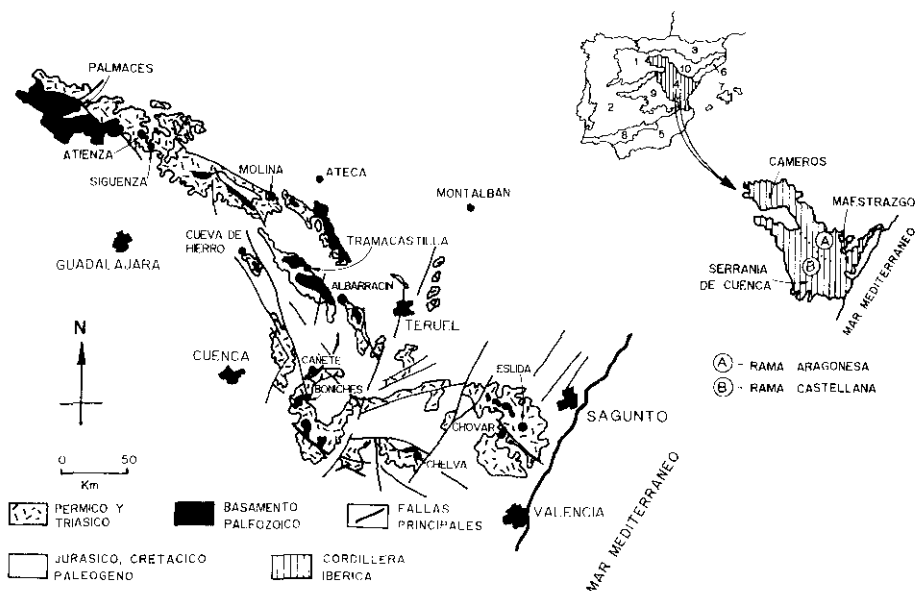 PALMACES
ATIENZA
SIGUENZA
MOLINA
ATECA
MONTALBAN
CUEVA DE
HIERRO
TRAMACASTILLA
GUADALAJARA
ALBARRACIN
TERUEL
N
CUENCA
CAÑETE
BONICHES
ESLIDA
SAGUNTO
CHOVAR
CHELVA
0 50
Km
VALENCIA
MAR MEDITERRANEO
PERMICO Y
TRIASICO
BASAMENTO
PALEOZOICO
FALLAS
PRINCIPALES
JURASICO, CRETACICO
PALEOGENO
CORDILLERA
IBERICA
1
2
3
4
5
6
7
8
9
9
10
CAMEROS
MAESTRAZGO
A
B
SERRANIA
DE CUENCA
MAR MEDITERRANEO
A - RAMA ARAGONESA
B - RAMA CASTELLANA